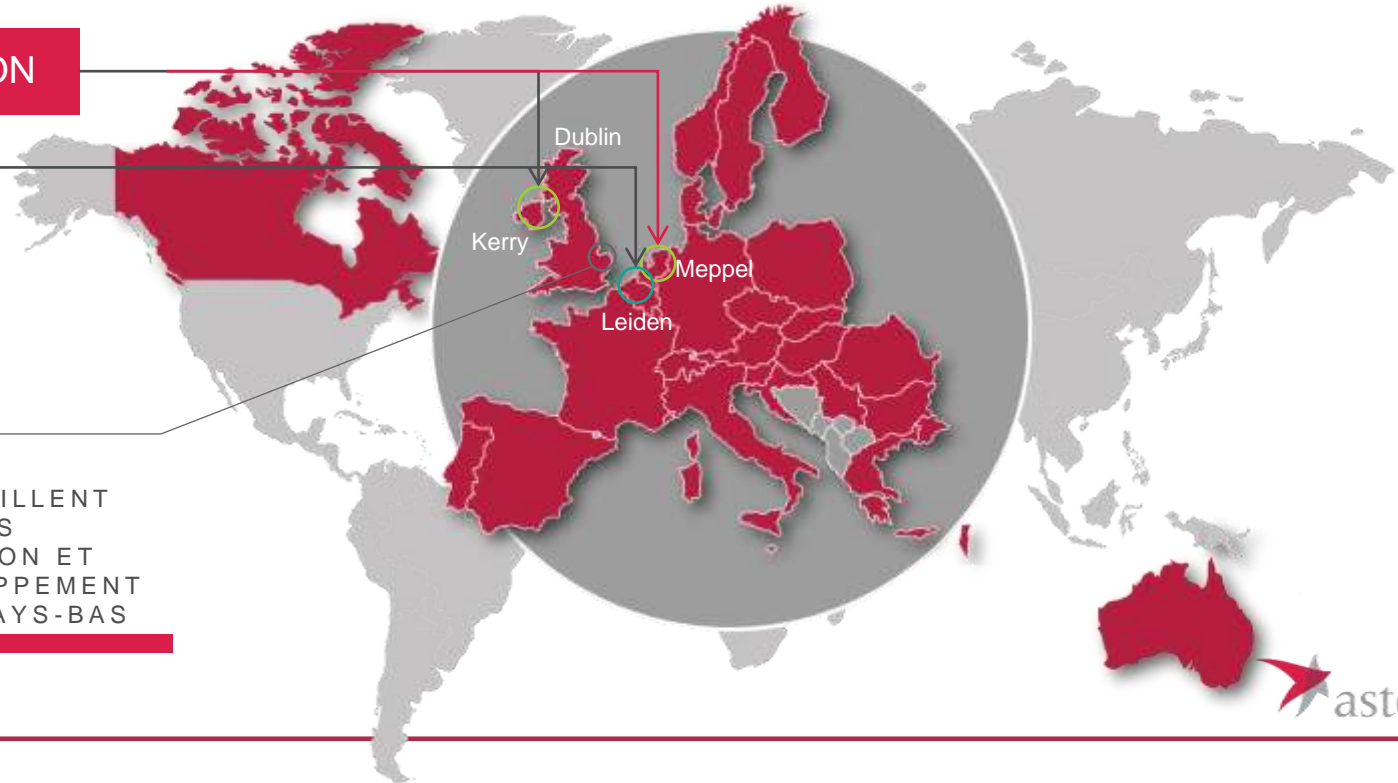 ON
Dublin
Kerry
Meppel
Leiden
ILLENT
S
ON ET
PPEMENT
AYS-BAS
ast